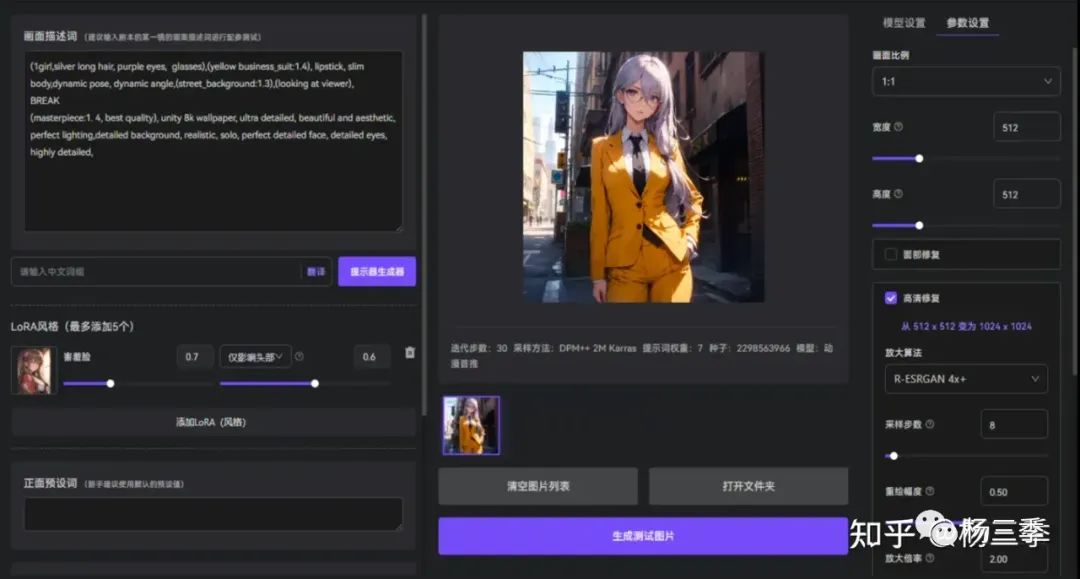 画面描述词 (建议输入剧本的某一镜的画面描述词进行配参测试)
(1girl,silver long hair, purple eyes, glasses),(yellow business_suit:1.4), lipstick, slim
body,dynamic pose, dynamic angle,(street_background:1.3),(looking at viewer),
BREAK
(masterpiece:1. 4, best quality), unity 8k wallpaper, ultra detailed, beautiful and aesthetic,
perfect lighting,detailed background, realistic, solo, perfect detailed face, detailed eyes,
highly detailed,
请输入中文词组 翻译 提示器生成器
LoRA风格（最多添加5个）
害羞脸 0.7 仅影响头部 0.6
添加LoRA（风格）
正面预设词 (新手建议使用默认的预设值)
迭代步数：30 采样方法：DPM++ 2M Karras 提示词权重：7 种子：2298563966 模型：动
漫首推
清空图片列表 打开文件夹
生成测试图片
模型设置 参数设置
画面比例
1:1
宽度 512
高度 512
面部修复
高清修复
从 512 x 512 变为 1024 x 1024
放大算法
R-ESRGAN 4x+
采样步数 8
重绘幅度 0.50
放大倍率 2.00
知乎 @杨三季